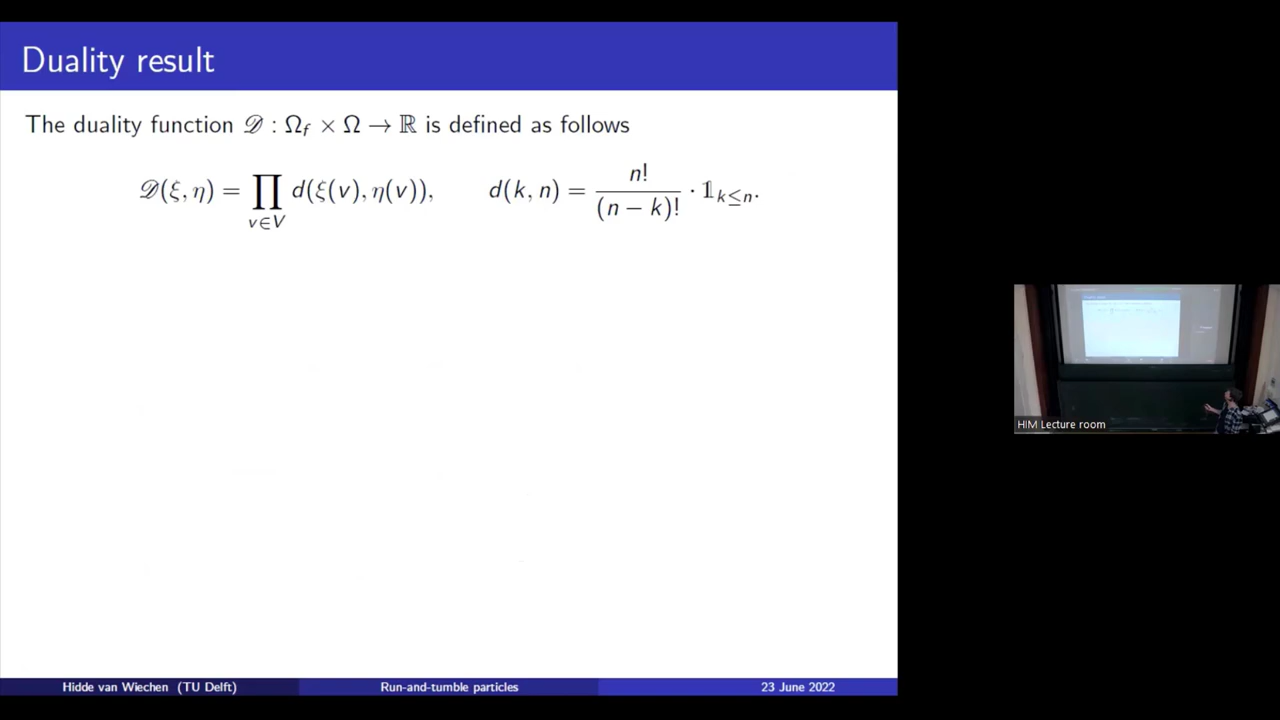 Duality result
The duality function 𝒟 : Ω_f × Ω → ℝ is defined as follows
𝒟(ξ, η) = ∏_{v∈V} d(ξ(v), η(v)), d(k, n) = n!/(n − k)! · 𝟙_{k≤n}.
HIM Lecture room
Hidde van Wiechen (TU Delft) Run-and-tumble particles 23 June 2022